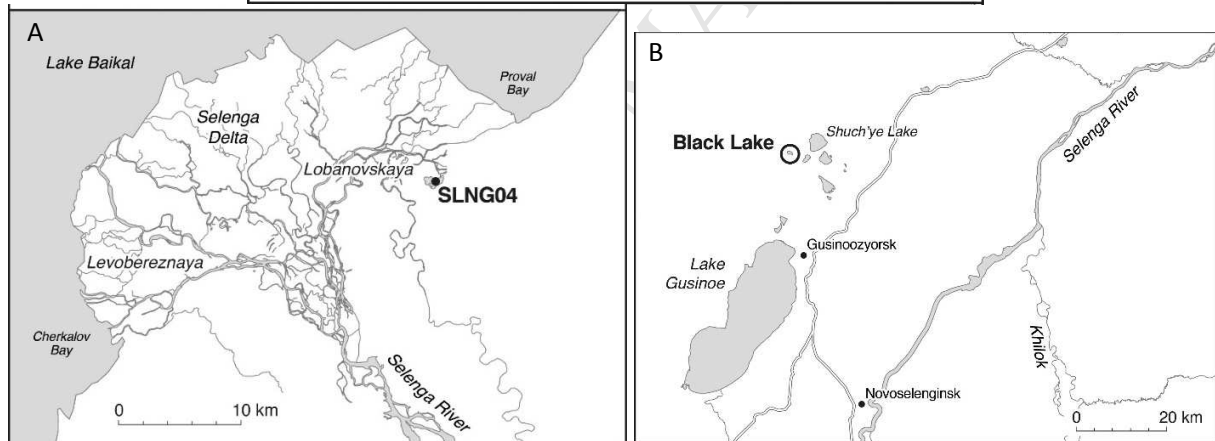 A
Lake Baikal
Proval
Bay
Selenga
Delta
Lobanovskaya
SLNG04
Levobereznaya
Cherkalov
Bay
Selenga River
0 10 km
B
Selenga River
Shuch'ye Lake
Black Lake
Gusinoozyorsk
Lake
Gusinoe
Khilok
Novoselenginsk
0 20 km